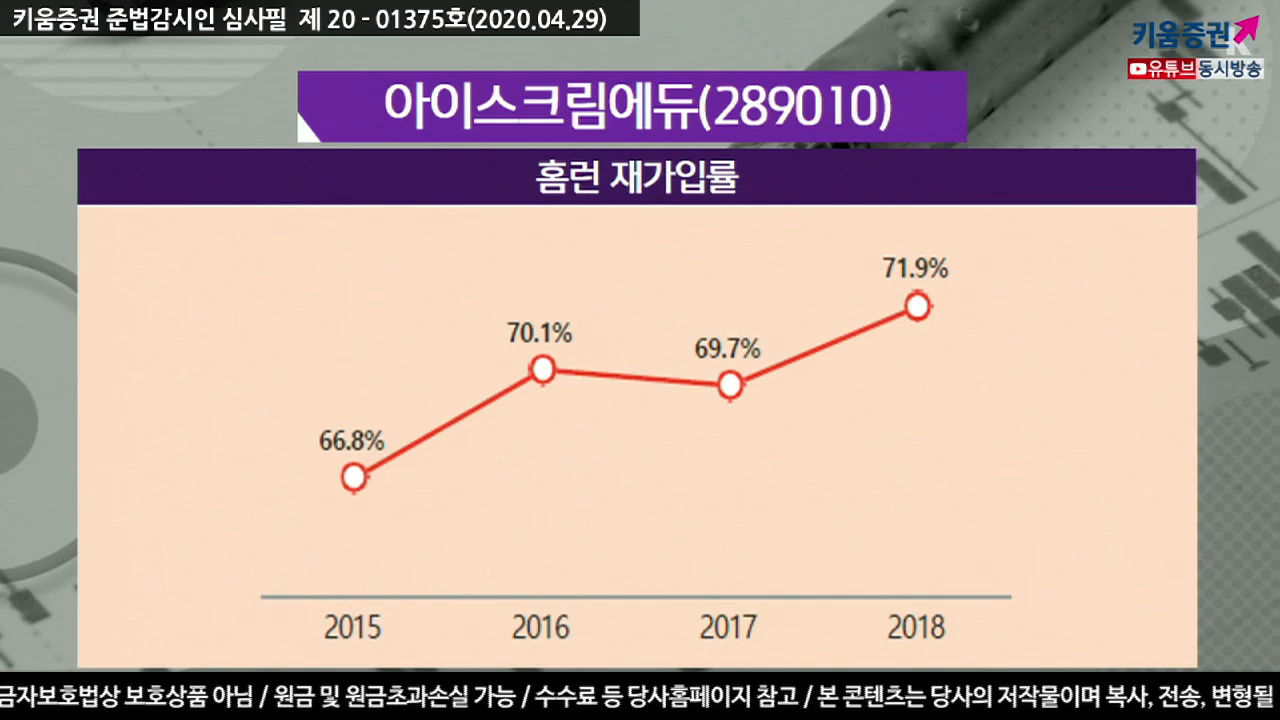 키움증권 준법감시인 심사필 제 20 - 01375호(2020.04.29)
키움증권
유튜브 동시방송
아이스크림에듀(289010)
홈런 재가입률
71.9%
70.1%
69.7%
66.8%
2015 2016 2017 2018
금자보호법상 보호상품 아님 / 원금 및 원금초과손실 가능 / 수수료 등 당사홈페이지 참고 / 본 콘텐츠는 당사의 저작물이며 복사, 전송, 변형될